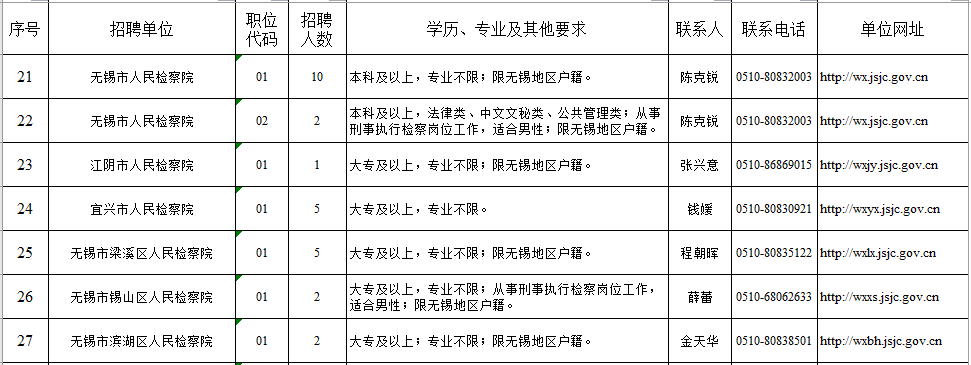 序号 招聘单位 职位代码 招聘人数 学历、专业及其他要求 联系人 联系电话 单位网址
21 无锡市人民检察院 01 10 本科及以上，专业不限；限无锡地区户籍。 陈克锐 0510-80832003 http://wx.jsjc.gov.cn
22 无锡市人民检察院 02 2 本科及以上，法律类、中文文秘类、公共管理类；从事
刑事执行检察岗位工作，适合男性；限无锡地区户籍。 陈克锐 0510-80832003 http://wx.jsjc.gov.cn
23 江阴市人民检察院 01 1 大专及以上，专业不限；限无锡地区户籍。 张兴意 0510-86869015 http://wxjy.jsjc.gov.cn
24 宜兴市人民检察院 01 5 大专及以上，专业不限。 钱媛 0510-80830921 http://wxyx.jsjc.gov.cn
25 无锡市梁溪区人民检察院 01 5 大专及以上，专业不限；限无锡地区户籍。 程朝晖 0510-80835122 http://wxlx.jsjc.gov.cn
26 无锡市锡山区人民检察院 01 2 大专及以上，专业不限；从事刑事执行检察岗位工作，
适合男性；限无锡地区户籍。 薛蕾 0510-68062633 http://wxxs.jsjc.gov.cn
27 无锡市滨湖区人民检察院 01 2 大专及以上；专业不限；限无锡地区户籍。 金天华 0510-80838501 http://wxbh.jsjc.gov.cn